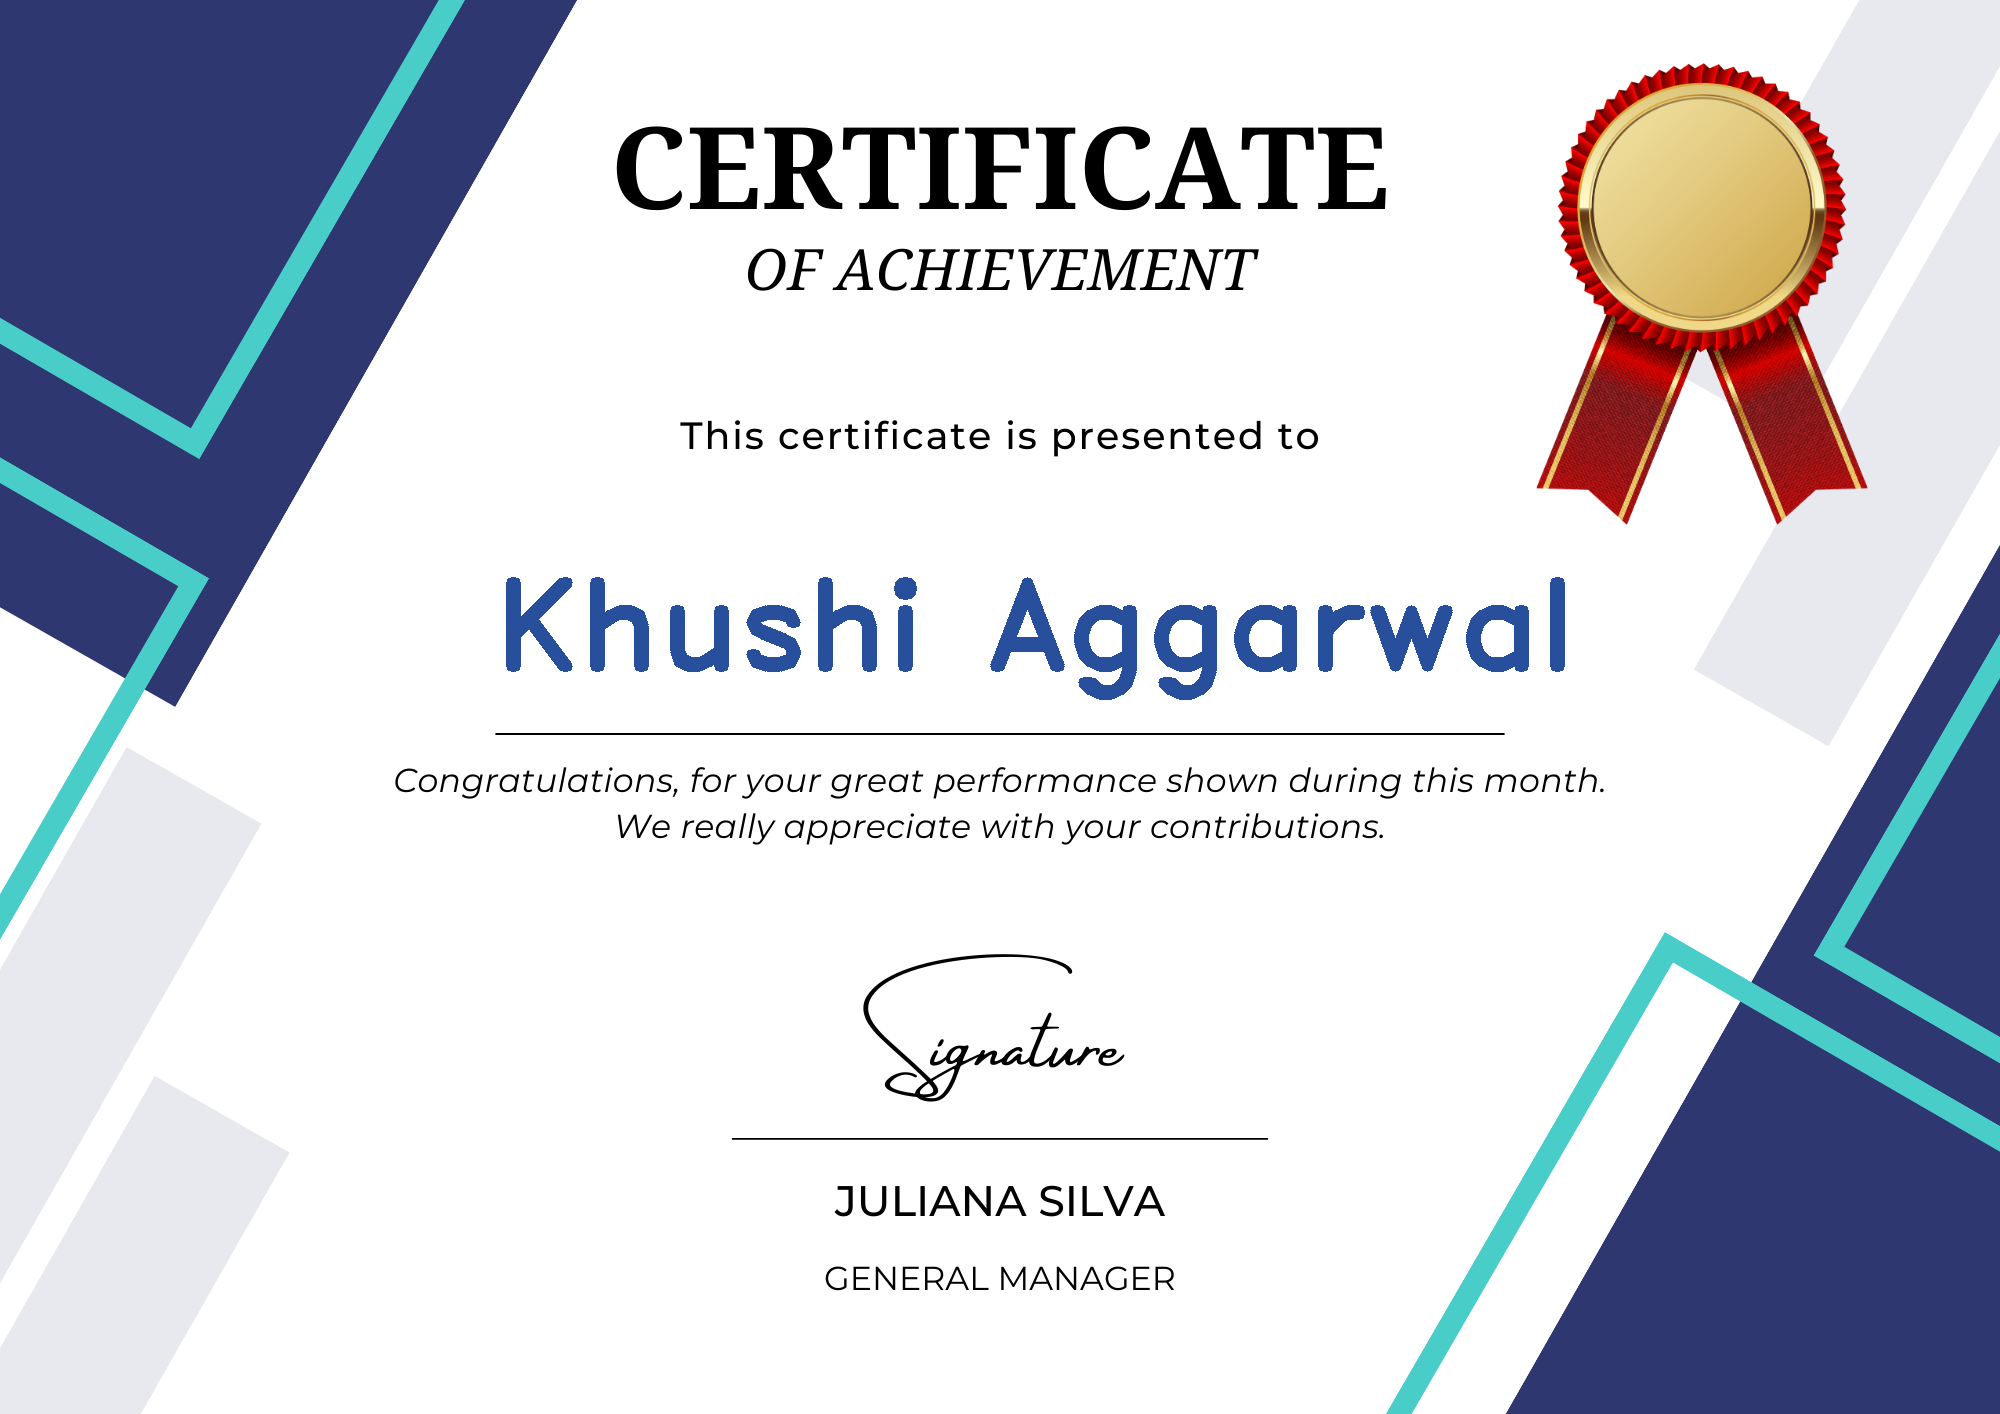 CERTIFICATE
OF ACHIEVEMENT
This certificate is presented to
Khushi Aggarwal
Congratulations, for your great performance shown during this month.
We really appreciate with your contributions.
Signature
JULIANA SILVA
GENERAL MANAGER